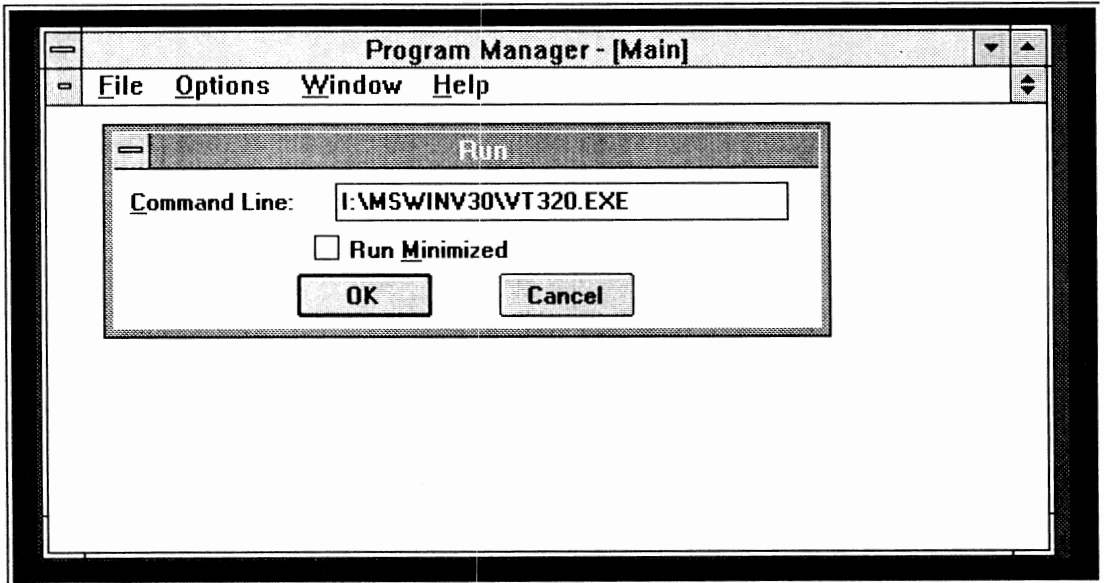 Program Manager - [Main]
File Options Window Help
Run
Command Line: I:\MSWINV30\VT320.EXE
Run Minimized
OK Cancel